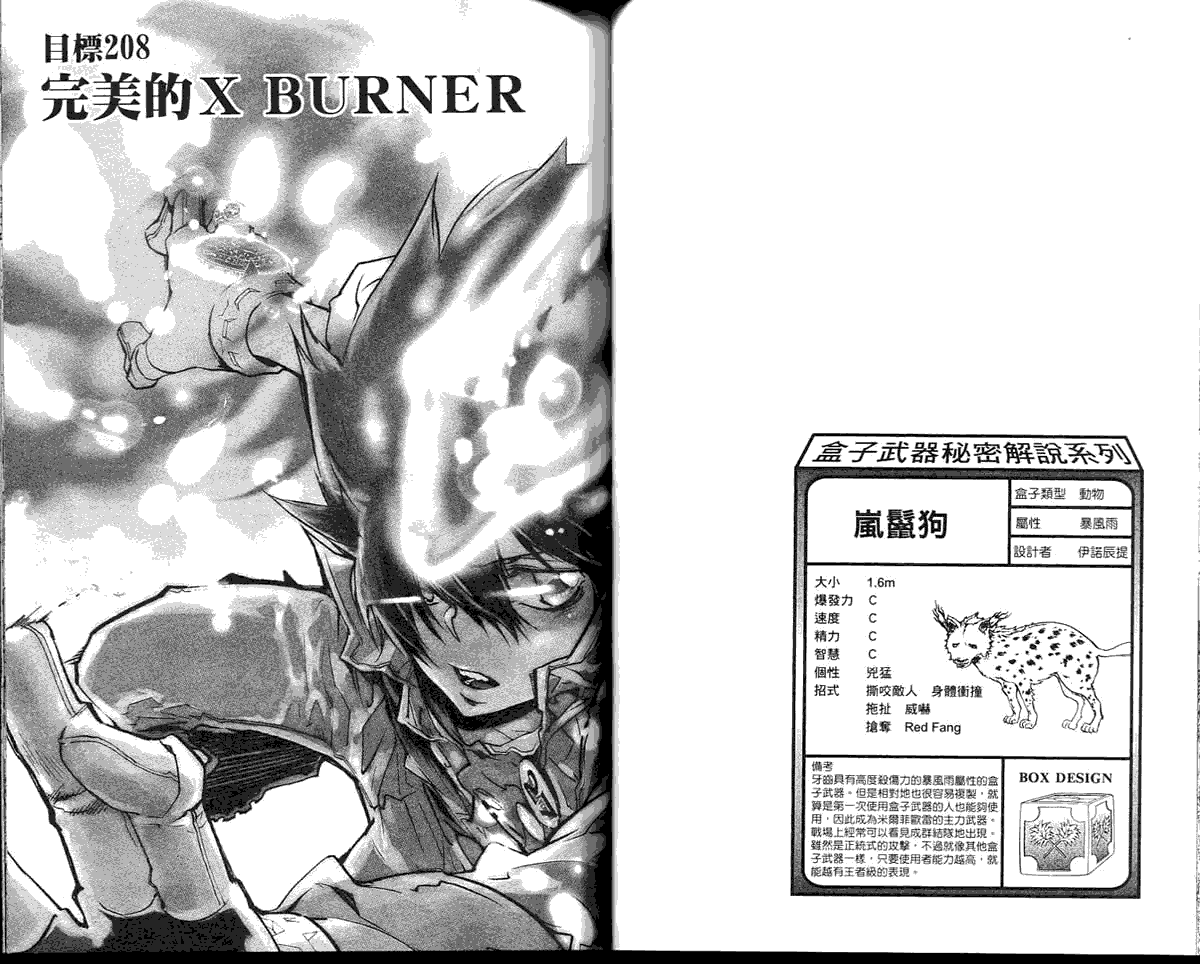 目標208
完美的X BURNER
盒子武器秘密解說系列
嵐鬣狗
盒子類型 動物
屬性 暴風雨
設計者 伊諾辰提
大小 1.6m
爆發力 C
速度 C
精力 C
智慧 C
個性 兇猛
招式 撕咬敵人 身體衝撞
拖扯 威嚇
搶奪 Red Fang
備考
牙齒具有高度殺傷力的暴風雨屬性的盒
子武器。但是相對地也很容易複製，就
算是第一次使用盒子武器的人也能夠使
用，因此成為米爾菲歐雷的主力武器。
戰場上經常可以看見成群結隊地出現。
雖然是正統式的攻擊，不過就像其他盒
子武器一樣，只要使用者能力越高，就
能越有王者級的表現。
BOX DESIGN